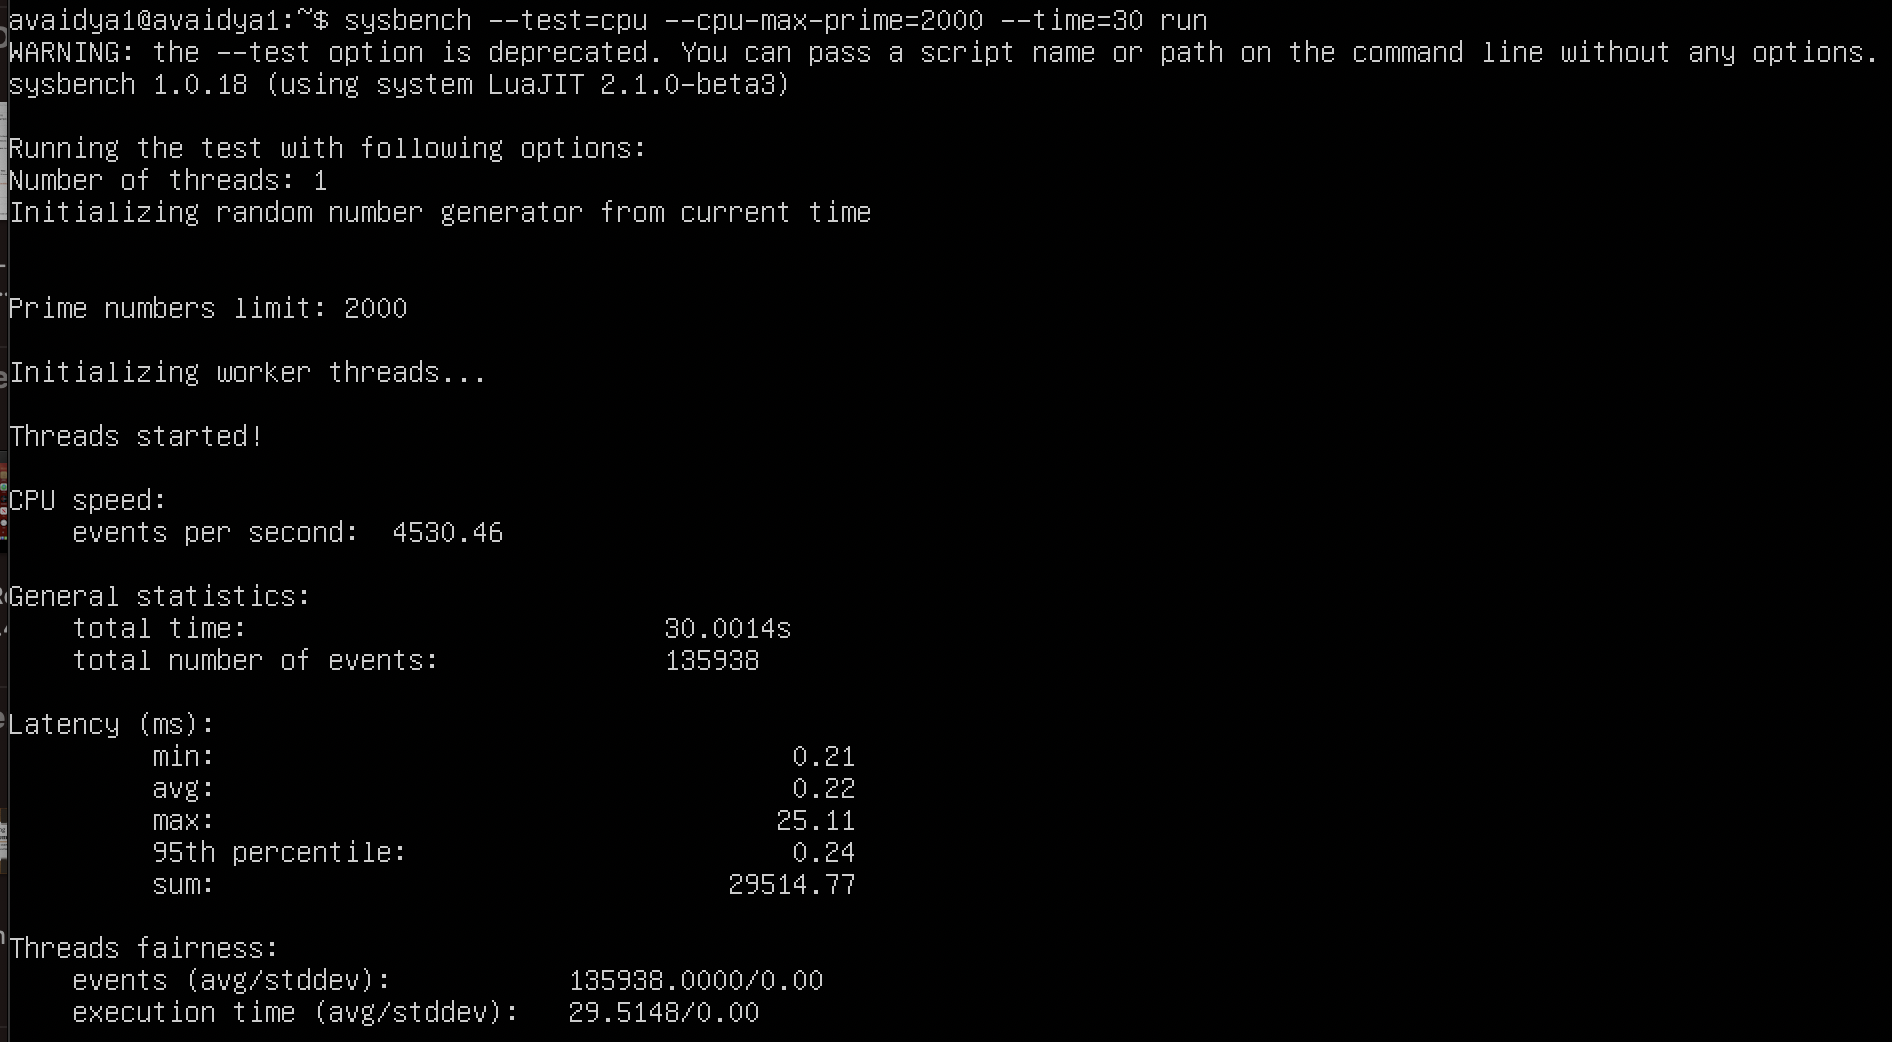 avaidya1@avaidya1:~$ sysbench --test=cpu --cpu-max-prime=2000 --time=30 run
WARNING: the --test option is deprecated. You can pass a script name or path on the command line without any options.
sysbench 1.0.18 (using system LuaJIT 2.1.0-beta3)
Running the test with following options:
Number of threads: 1
Initializing random number generator from current time
Prime numbers limit: 2000
Initializing worker threads...
Threads started!
CPU speed:
events per second: 4530.46
General statistics:
total time: 30.0014s
total number of events: 135938
Latency (ms):
min: 0.21
avg: 0.22
max: 25.11
95th percentile: 0.24
sum: 29514.77
Threads fairness:
events (avg/stddev): 135938.0000/0.00
execution time (avg/stddev): 29.5148/0.00